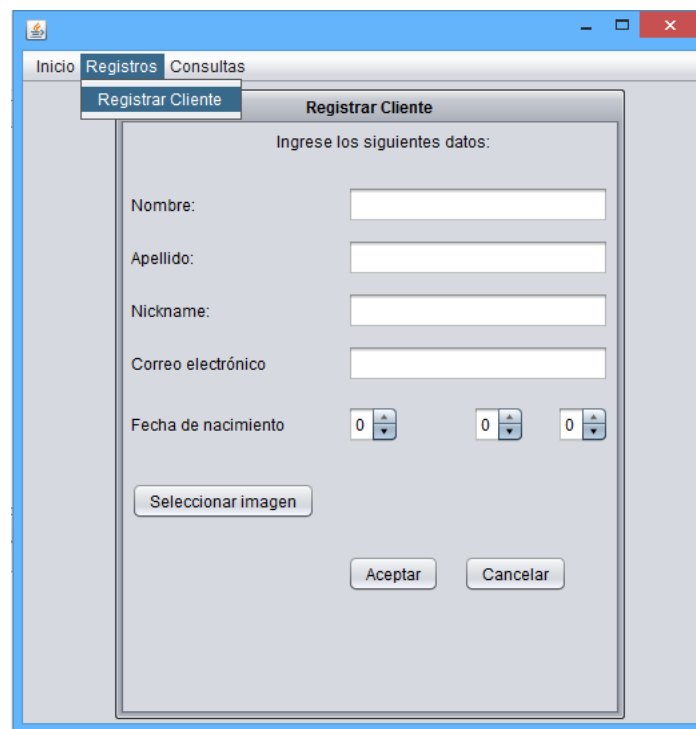 Inicio Registros Consultas
Registrar Cliente
Registrar Cliente
Ingrese los siguientes datos:
Nombre:
Apellido:
Nickname:
Correo electrónico
Fecha de nacimiento 0 0 0
Seleccionar imagen
Aceptar Cancelar